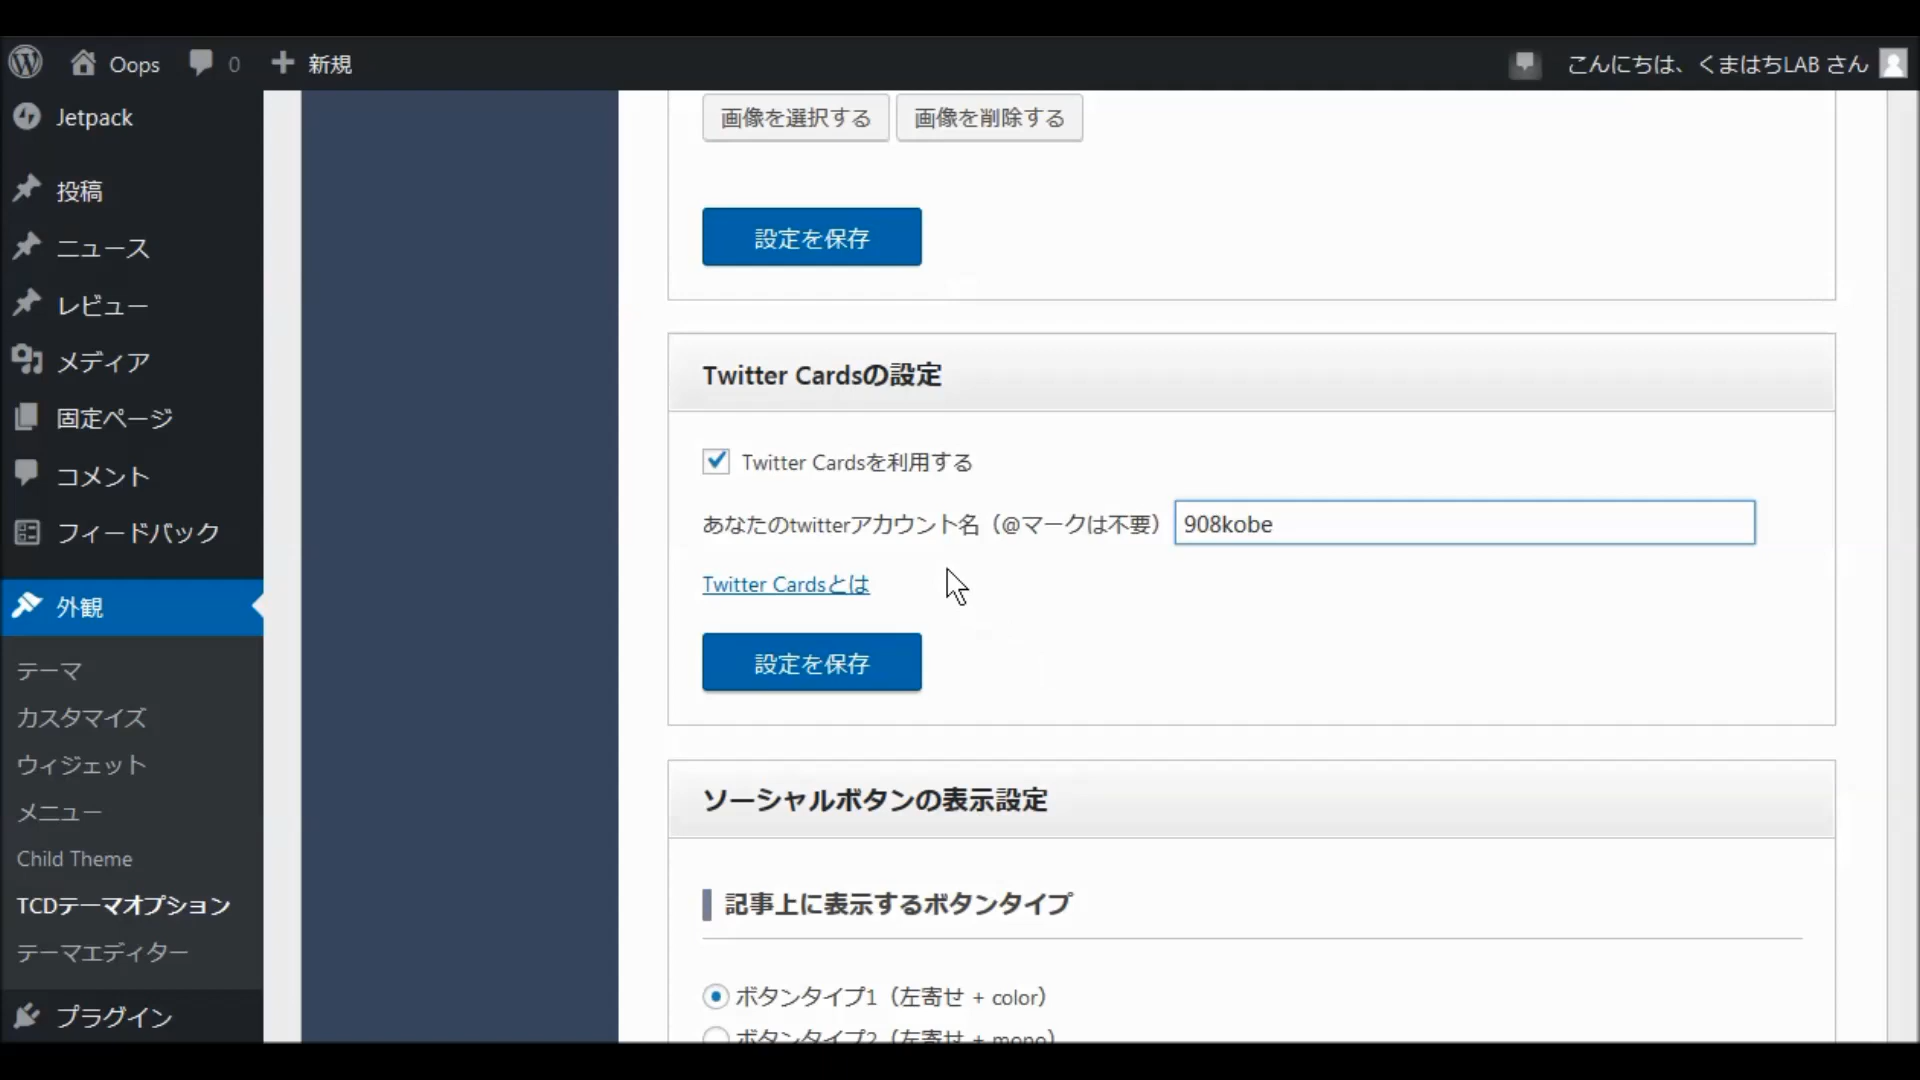 Oops 0 新規 こんにちは、くまはちLAB さん
Jetpack
投稿
ニュース
レビュー
メディア
固定ページ
コメント
フィードバック
外観
テーマ
カスタマイズ
ウィジェット
メニュー
Child Theme
TCDテーマオプション
テーマエディター
プラグイン
画像を選択する 画像を削除する
設定を保存
Twitter Cardsの設定
Twitter Cardsを利用する
あなたのtwitterアカウント名（@マークは不要） 908kobe
Twitter Cardsとは
設定を保存
ソーシャルボタンの表示設定
記事上に表示するボタンタイプ
ボタンタイプ1（左寄せ + color）
ボタンタイプ2（左寄せ + mono）